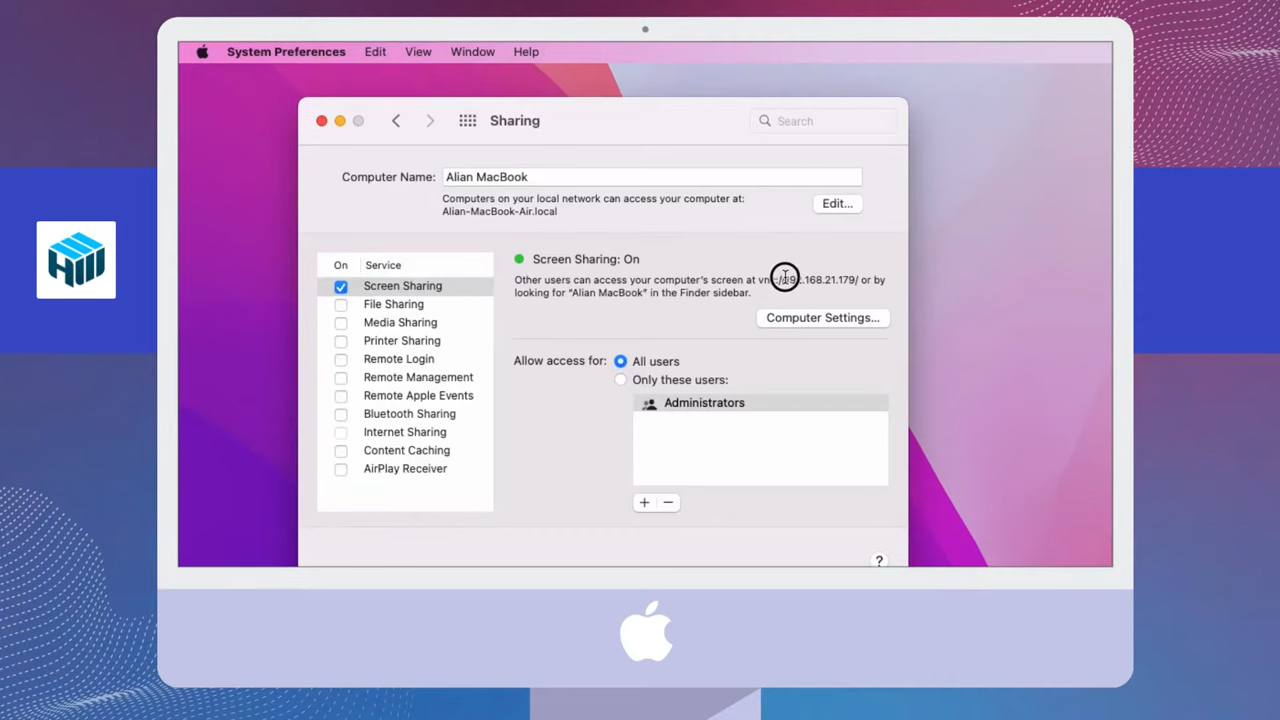 System Preferences Edit View Window Help
Sharing
Search
Computer Name: Alian MacBook
Computers on your local network can access your computer at:
Alian-MacBook-Air.local
Edit...
On Service
Screen Sharing
File Sharing
Media Sharing
Printer Sharing
Remote Login
Remote Management
Remote Apple Events
Bluetooth Sharing
Internet Sharing
Content Caching
AirPlay Receiver
Screen Sharing: On
Other users can access your computer's screen at .168.21.179/ or by
looking for “Alian MacBook” in the Finder sidebar.
Computer Settings...
Allow access for: All users
Only these users:
Administrators
+ −
?
Hill